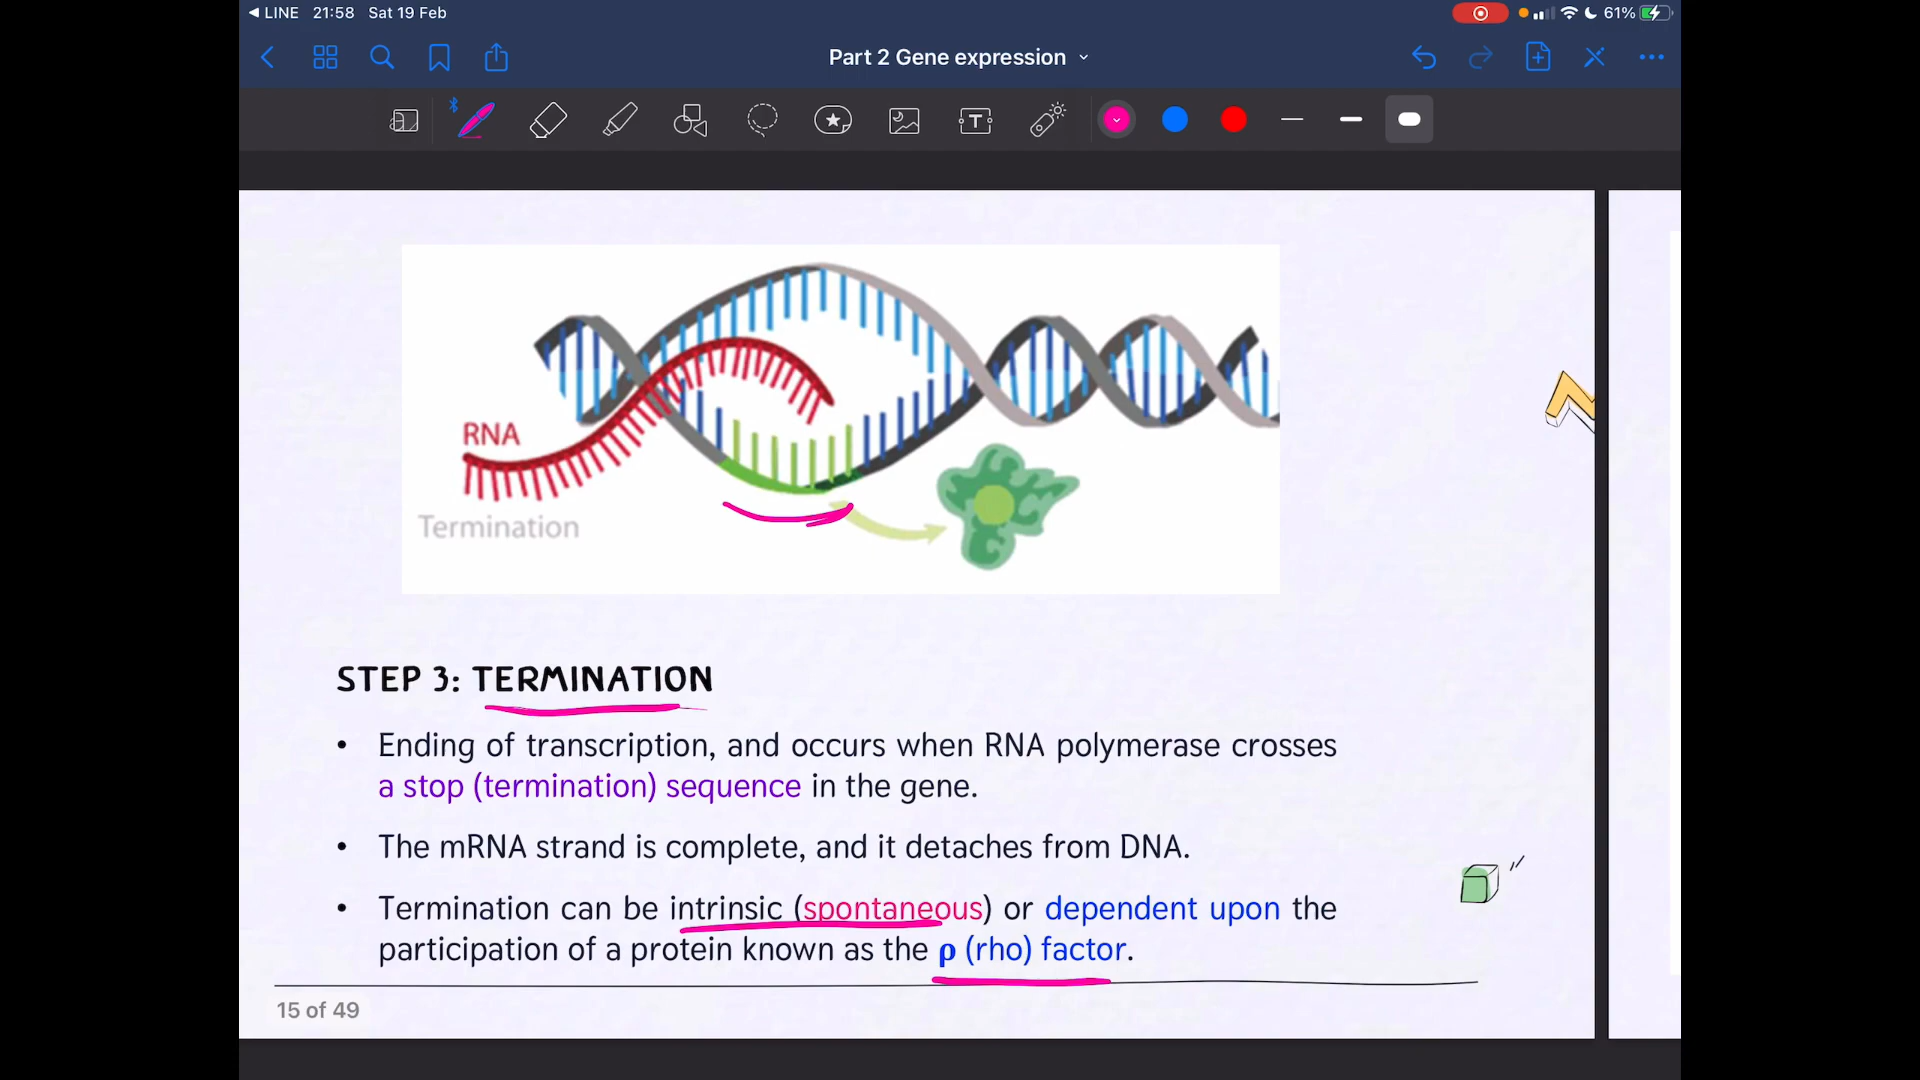 LINE 21:58 Sat 19 Feb 61%
Part 2 Gene expression
T
RNA
Termination
STEP 3: TERMINATION
• Ending of transcription, and occurs when RNA polymerase crosses
a stop (termination) sequence in the gene.
• The mRNA strand is complete, and it detaches from DNA.
• Termination can be intrinsic (spontaneous) or dependent upon the
participation of a protein known as the ρ (rho) factor.
15 of 49